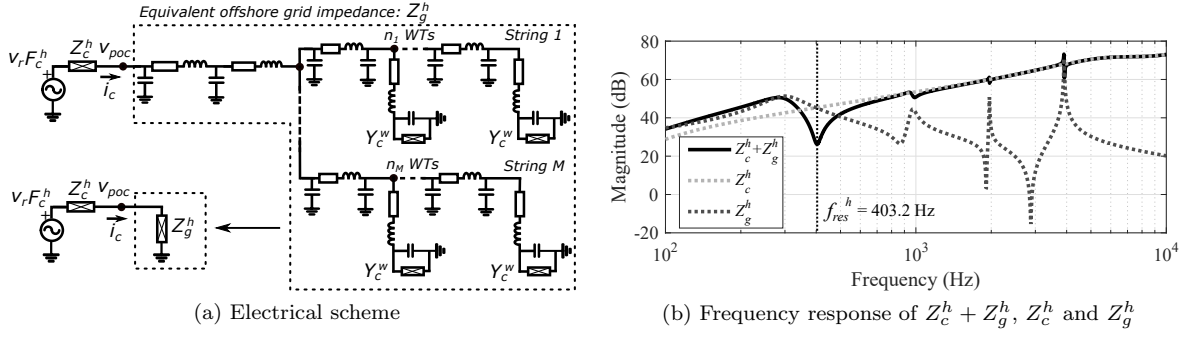 Equivalent offshore grid impedance: Z_g^h
v_r F_c^h
Z_c^h
v_poc
i_c
n_1 WTs
String 1
Y_c^w
Y_c^w
n_M WTs
String M
Y_c^w
Y_c^w
v_r F_c^h
Z_c^h
v_poc
i_c
Z_g^h
(a) Electrical scheme
Magnitude (dB)
80
60
40
20
0
-20
Z_c^h+Z_g^h
Z_c^h
Z_g^h
f_res^h = 403.2 Hz
10^2
10^3
10^4
Frequency (Hz)
(b) Frequency response of Z_c^h + Z_g^h, Z_c^h and Z_g^h